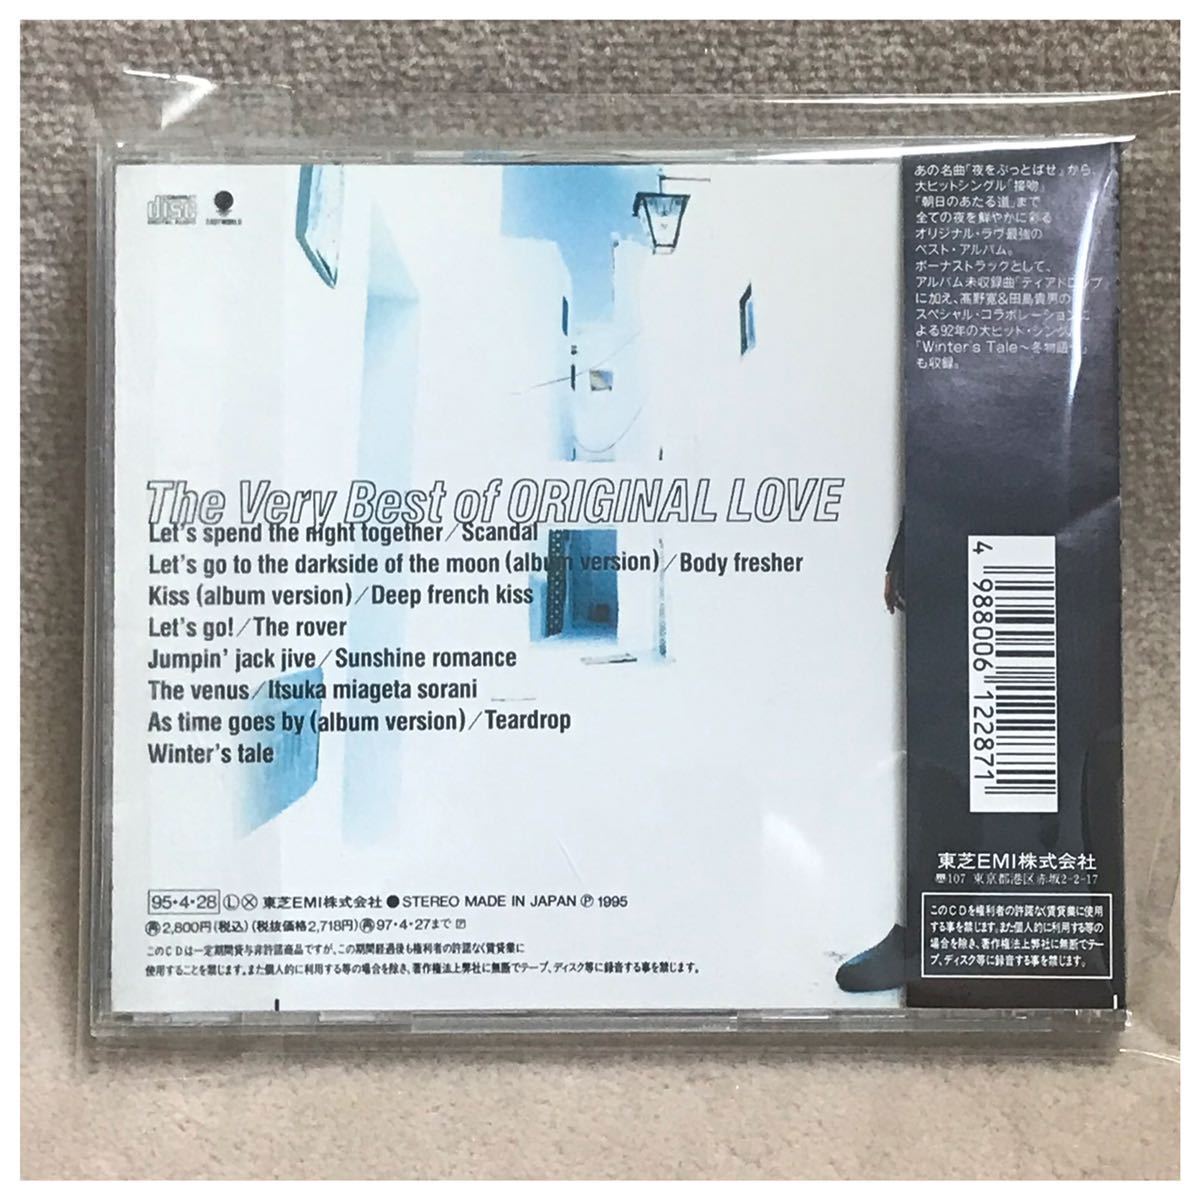 COMPACT
disc
DIGITAL AUDIO
EASTWORLD
The Very Best of ORIGINAL LOVE
Let's spend the night together/Scandal
Let's go to the darkside of the moon (album version)/Body fresher
Kiss (album version)/Deep french kiss
Let's go!/The rover
Jumpin' jack jive/Sunshine romance
The venus/Itsuka miageta sorani
As time goes by (album version)/Teardrop
Winter's tale
95・4・28 Ⓛ Ⓧ 東芝EMI株式会社 ● STEREO MADE IN JAPAN Ⓟ 1995
㊢2,800円(税込)(税抜価格2,718円)㊢97・4・27まで
このCDは一定期間貸与非許諾商品ですが、この期間経過後も権利者の許諾なく賃貸業に
使用することを禁じます。また個人的に利用する等の場合を除き、著作権法上弊社に無断でテープ、ディスク等に録音する事を禁じます。
あの名曲「夜をぶっとばせ」から、
大ヒットシングル「接吻」
「朝日のあたる道」まで
全ての夜を鮮やかに彩る
オリジナル・ラヴ最強の
ベスト・アルバム。
ボーナストラックとして、
アルバム未収録曲「ティアドロップ」
に加え、高野寛&田島貴男の
スペシャル・コラボレーションに
よる92年の大ヒット・シングル
「Winter's Tale〜冬物語〜」
も収録。
4 988006 122871
東芝EMI株式会社
〒107 東京都港区赤坂2-2-17
このCDを権利者の許諾なく賃貸業に使用
する事を禁じます。また個人的に利用する等の
場合を除き、著作権法上弊社に無断でテー
プ、ディスク等に録音する事を禁じます。